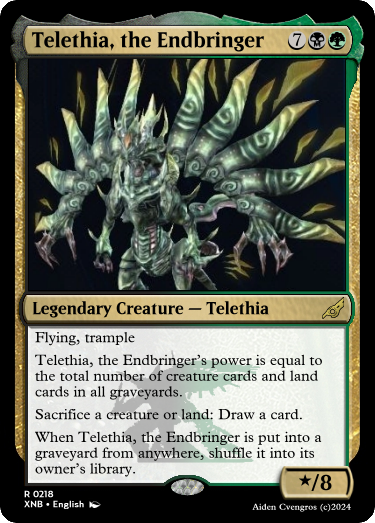 Telethia, the Endbringer 7
Legendary Creature — Telethia
Flying, trample
Telethia, the Endbringer's power is equal to
the total number of creature cards and land
cards in all graveyards.
Sacrifice a creature or land: Draw a card.
When Telethia, the Endbringer is put into a
graveyard from anywhere, shuffle it into its
owner's library.
★/8
R 0218
XNB • English
Aiden Cvengros (c)2024